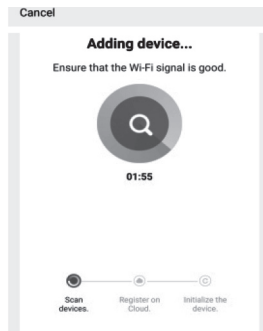 Cancel
Adding device...
Ensure that the Wi-Fi signal is good.
01:55
Scan
devices.
Register on
Cloud.
Initialize the
device.